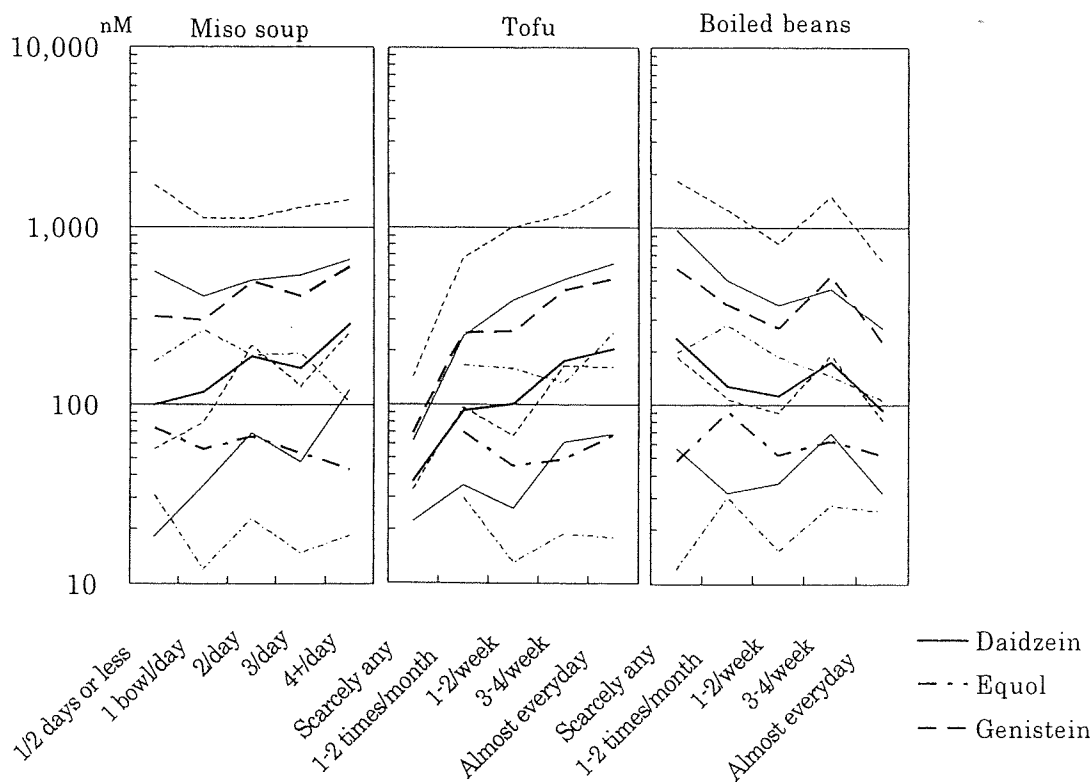 nM
Miso soup
Tofu
Boiled beans
10,000
1,000
100
10
1/2 days or less
1 bowl/day
2/day
3/day
4+/day
Scarcely any
1-2 times/month
1-2/week
3-4/week
Almost everyday
Scarcely any
1-2 times/month
1-2/week
3-4/week
Almost everyday
Daidzein
Equol
Genistein